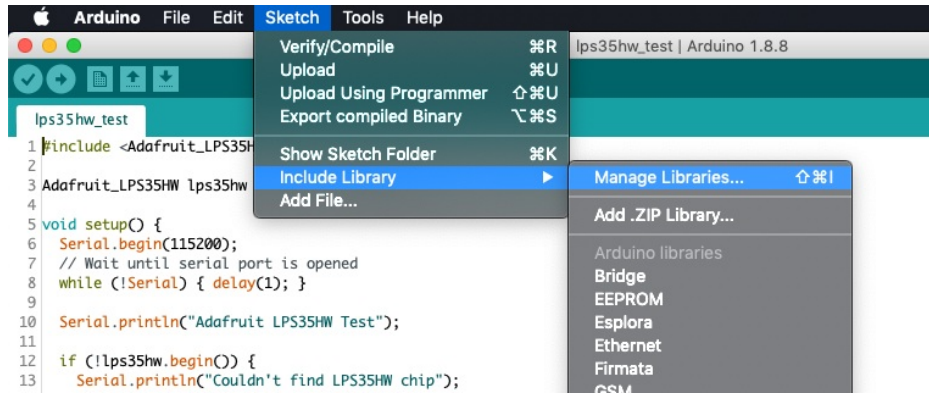 Arduino File Edit Sketch Tools Help
lps35hw_test | Arduino 1.8.8
Verify/Compile ⌘R
Upload ⌘U
Upload Using Programmer ⇧⌘U
Export compiled Binary ⌥⌘S
Show Sketch Folder ⌘K
Include Library ▶
Add File...
Manage Libraries... ⇧⌘I
Add .ZIP Library...
Arduino libraries
Bridge
EEPROM
Esplora
Ethernet
Firmata
GSM
lps35hw_test
1 #include <Adafruit_LPS35H
2
3 Adafruit_LPS35HW lps35hw
4
5 void setup() {
6 Serial.begin(115200);
7 // Wait until serial port is opened
8 while (!Serial) { delay(1); }
9
10 Serial.println("Adafruit LPS35HW Test");
11
12 if (!lps35hw.begin()) {
13 Serial.println("Couldn't find LPS35HW chip");